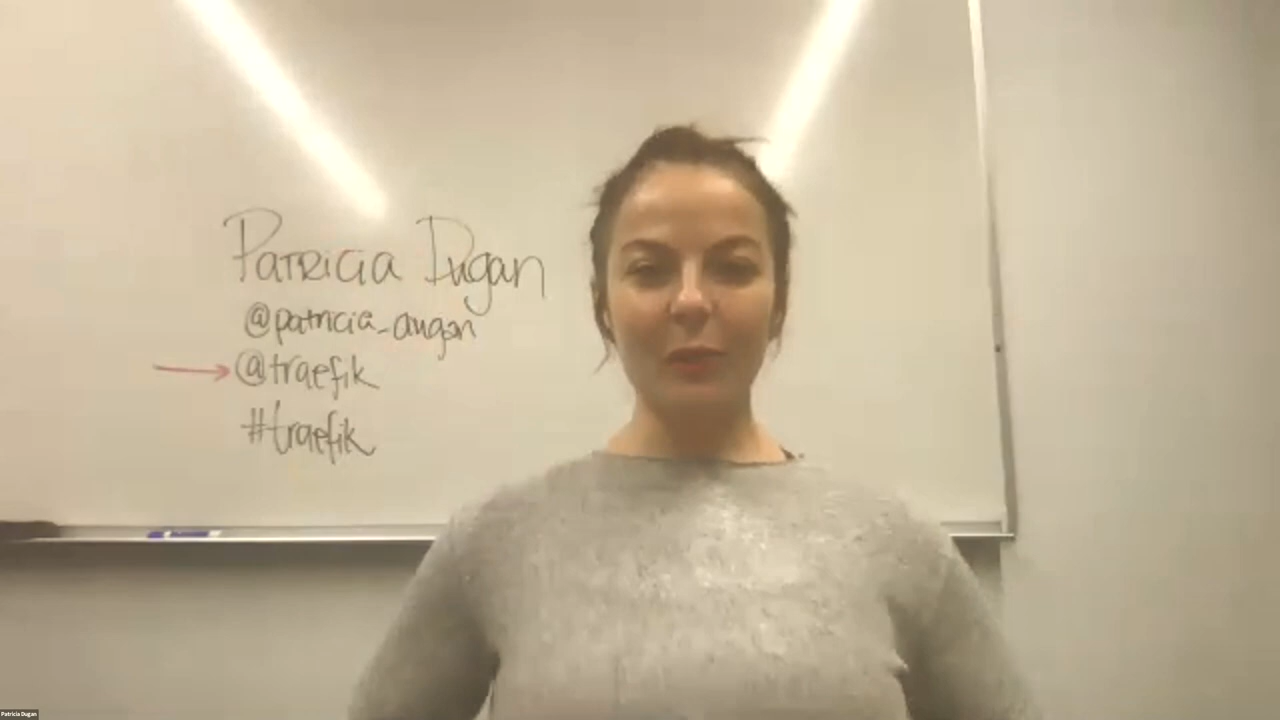 Patricia Dugan
@patricia_dugan
@traefik
#traefik
Patricia Dugan